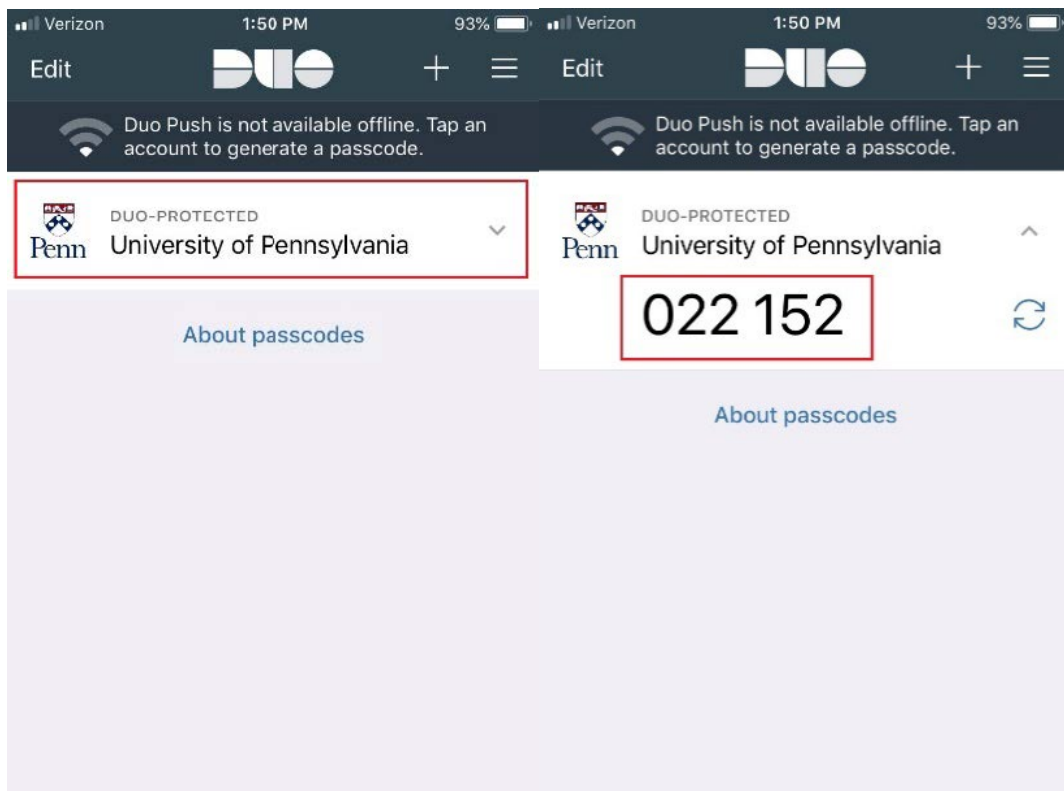 Verizon 1:50 PM 93%
Edit DUO
Duo Push is not available offline. Tap an
account to generate a passcode.
DUO-PROTECTED
Penn University of Pennsylvania
About passcodes
Verizon 1:50 PM 93%
Edit DUO
Duo Push is not available offline. Tap an
account to generate a passcode.
DUO-PROTECTED
Penn University of Pennsylvania
022 152
About passcodes